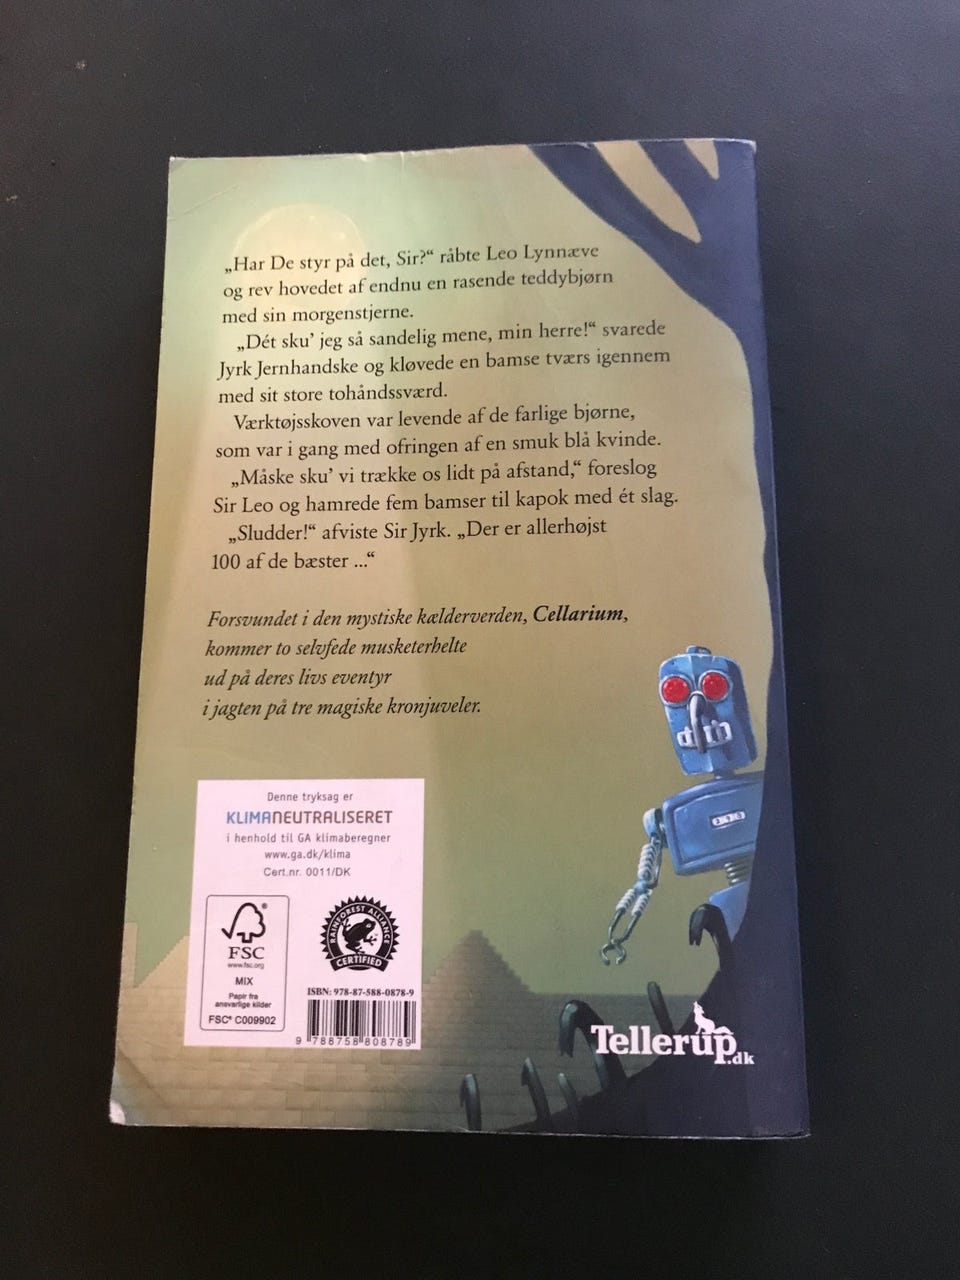 „Har De styr på det, Sir?“ råbte Leo Lynnæve
og rev hovedet af endnu en rasende teddybjørn
med sin morgenstjerne.
„Dét sku’ jeg så sandelig mene, min herre!“ svarede
Jyrk Jernhandske og kløvede en bamse tværs igennem
med sit store tohåndssværd.
Værktøjsskoven var levende af de farlige bjørne,
som var i gang med ofringen af en smuk blå kvinde.
„Måske sku’ vi trække os lidt på afstand,“ foreslog
Sir Leo og hamrede fem bamser til kapok med ét slag.
„Sludder!“ afviste Sir Jyrk. „Der er allerhøjst
100 af de bæster ...“
Forsvundet i den mystiske kælderverden, Cellarium,
kommer to selvfede musketerhelte
ud på deres livs eventyr
i jagten på tre magiske kronjuveler.
Denne tryksag er
KLIMANEUTRALISERET
i henhold til GA klimaberegner
www.ga.dk/klima
Cert.nr. 0011/DK
FSC
www.fsc.org
MIX
Papir fra
ansvarlige kilder
FSC® C009902
RAINFOREST ALLIANCE
CERTIFIED
ISBN: 978-87-588-0878-9
9 788758 808789
Tellerup.dk